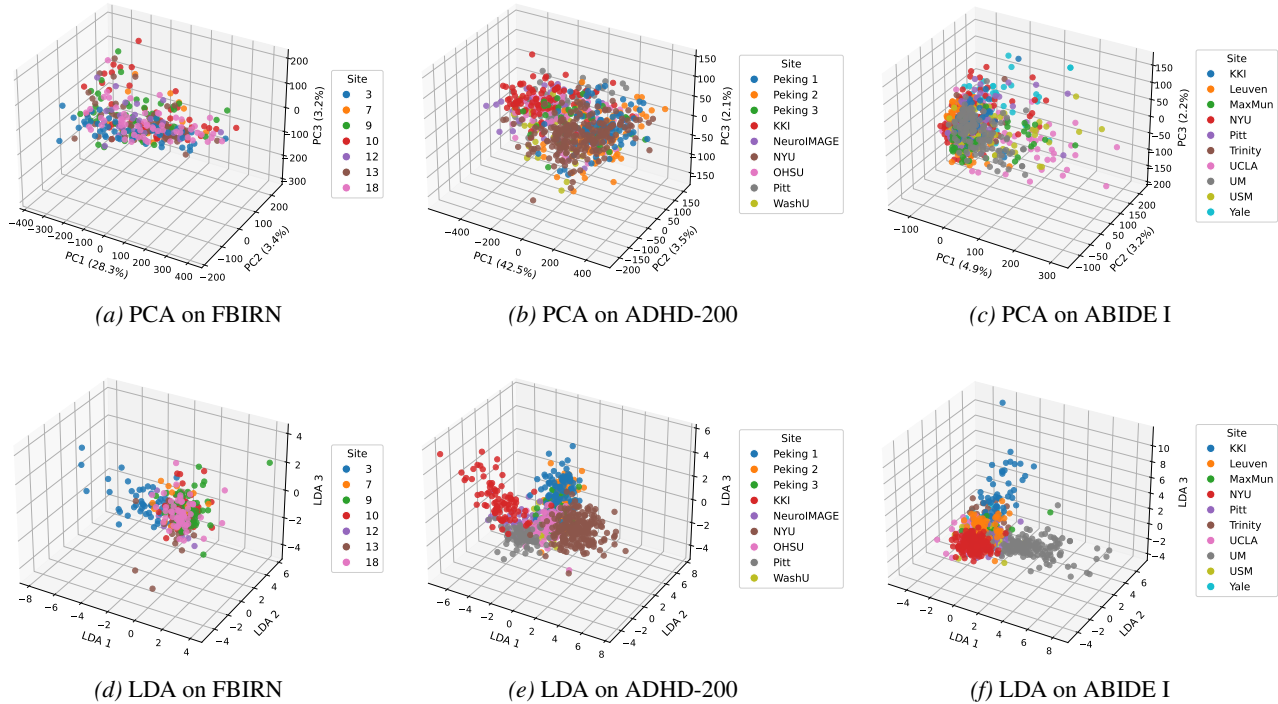 Site
3
7
9
10
12
13
18
200
100
0
100
200
300
PC3 (3.2%)
−400
−300
−200
−100
0
100
200
300
400
PC1 (28.3%)
−200
−100
0
100
200
PC2 (3.4%)
(a) PCA on FBIRN
Site
Peking 1
Peking 2
Peking 3
KKI
NeuroIMAGE
NYU
OHSU
Pitt
WashU
150
100
50
0
−50
−100
−150
PC3 (2.1%)
−400
−200
0
200
400
PC1 (42.5%)
−200
−150
−100
−50
0
50
100
150
PC2 (3.5%)
(b) PCA on ADHD-200
Site
KKI
Leuven
MaxMun
NYU
Pitt
Trinity
UCLA
UM
USM
Yale
150
100
50
0
−50
−100
−150
−200
PC3 (2.2%)
−100
0
100
200
300
PC1 (4.9%)
−100
−50
0
50
100
150
200
PC2 (3.2%)
(c) PCA on ABIDE I
Site
3
7
9
10
12
13
18
4
2
0
−2
−4
LDA 3
−8
−6
−4
−2
0
2
4
LDA 1
−4
−2
0
2
4
6
LDA 2
(d) LDA on FBIRN
Site
Peking 1
Peking 2
Peking 3
KKI
NeuroIMAGE
NYU
OHSU
Pitt
WashU
6
4
2
0
−2
−4
LDA 3
−6
−4
−2
0
2
4
6
8
LDA 1
−4
−2
0
2
4
6
8
LDA 2
(e) LDA on ADHD-200
Site
KKI
Leuven
MaxMun
NYU
Pitt
Trinity
UCLA
UM
USM
Yale
10
8
6
4
2
0
−2
−4
LDA 3
−4
−2
0
2
4
6
8
LDA 1
−4
−2
0
2
4
6
LDA 2
(f) LDA on ABIDE I